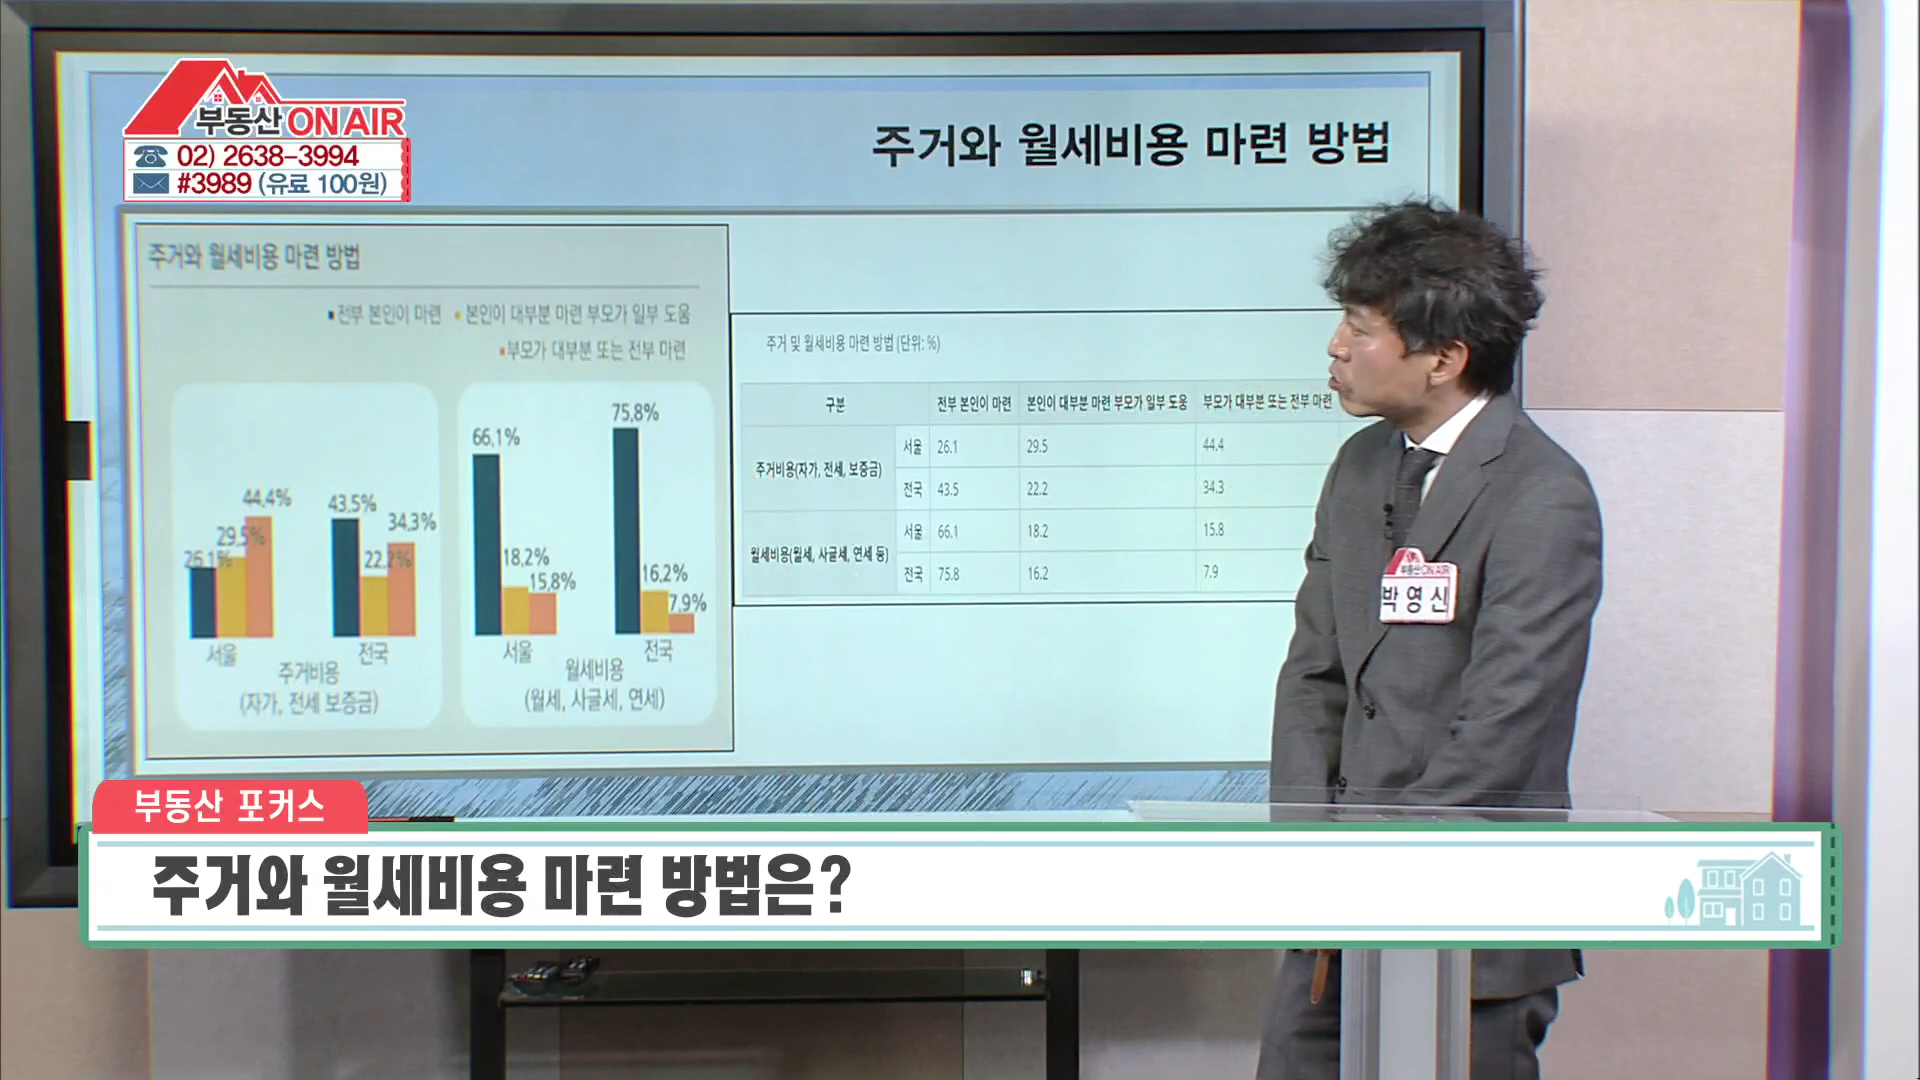 부동산 ON AIR
02) 2638-3994
#3989 (유료 100원)
주거와 월세비용 마련 방법
주거와 월세비용 마련 방법
전부 본인이 마련 본인이 대부분 마련 부모가 일부 도움
부모가 대부분 또는 전부 마련
26.1% 29.5% 44.4%
43.5% 22.2% 34.3%
66.1% 18.2% 15.8%
75.8% 16.2% 7.9%
서울 전국 서울 전국
주거비용 월세비용
(자가, 전세 보증금) (월세, 사글세, 연세)
주거 및 월세비용 마련 방법 (단위: %)
구분 전부 본인이 마련 본인이 대부분 마련 부모가 일부 도움 부모가 대부분 또는 전부 마련
주거비용(자가, 전세, 보증금) 서울 26.1 29.5 44.4
전국 43.5 22.2 34.3
월세비용(월세, 사글세, 연세 등) 서울 66.1 18.2 15.8
전국 75.8 16.2 7.9
부동산 ON AIR
박영신
부동산 포커스
주거와 월세비용 마련 방법은?